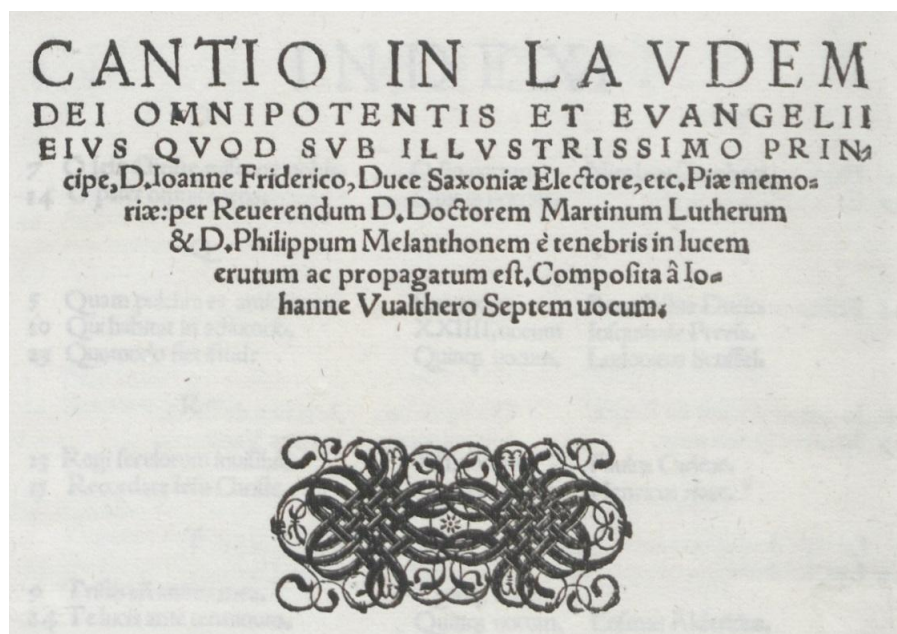 CANTIO IN LAVDEM
DEI OMNIPOTENTIS ET EVANGELII
EIVS QVOD SVB ILLVSTRISSIMO PRIN⸗
cipe, D. Ioanne Friderico, Duce Saxoniæ Electore, etc. Piæ memo⸗
riæ: per Reuerendum D. Doctorem Martinum Lutherum
& D. Philippum Melanthonem è tenebris in lucem
erutum ac propagatum est. Composita â Io⸗
hanne Vualthero Septem uocum.